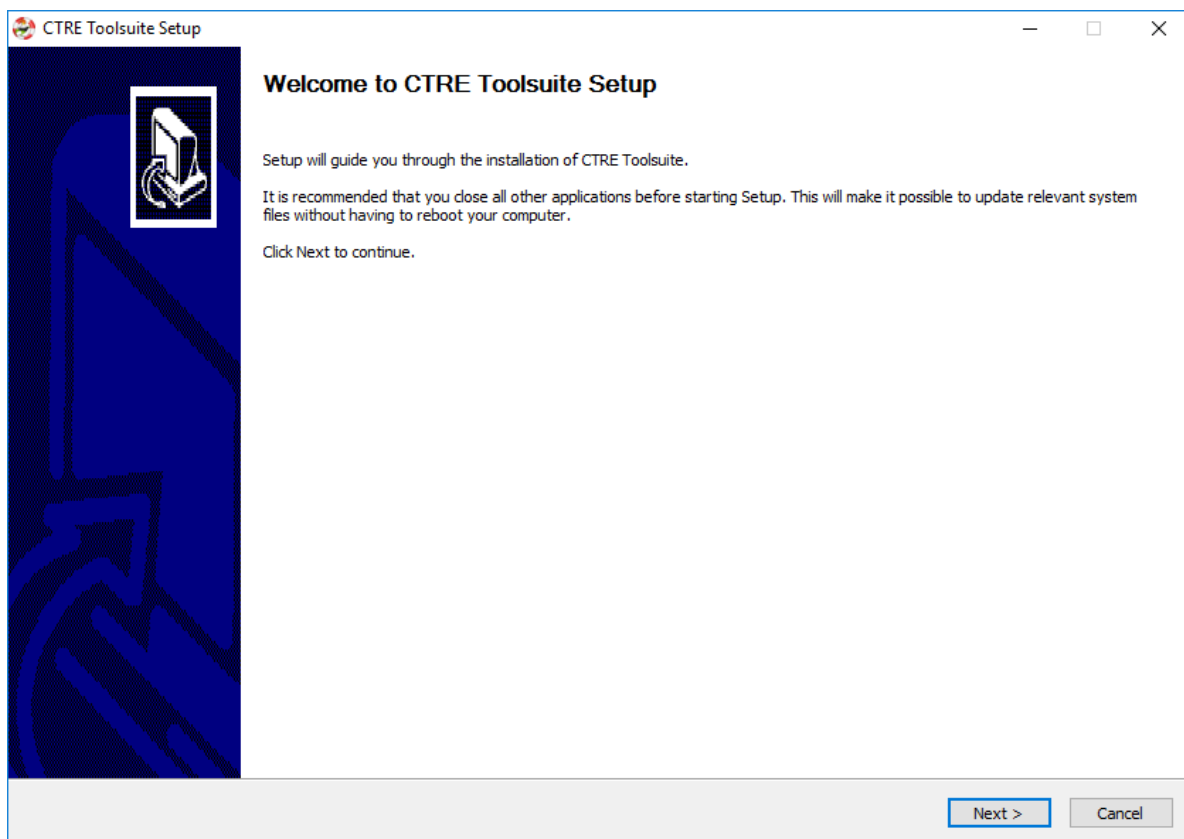 CTRE Toolsuite Setup
Welcome to CTRE Toolsuite Setup
Setup will guide you through the installation of CTRE Toolsuite.
It is recommended that you close all other applications before starting Setup. This will make it possible to update relevant system
files without having to reboot your computer.
Click Next to continue.
Next >
Cancel